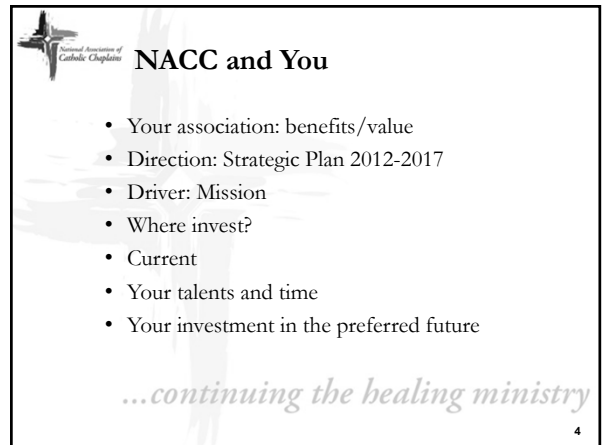 National Association of
Catholic Chaplains
NACC and You
• Your association: benefits/value
• Direction: Strategic Plan 2012-2017
• Driver: Mission
• Where invest?
• Current
• Your talents and time
• Your investment in the preferred future
...continuing the healing ministry
4